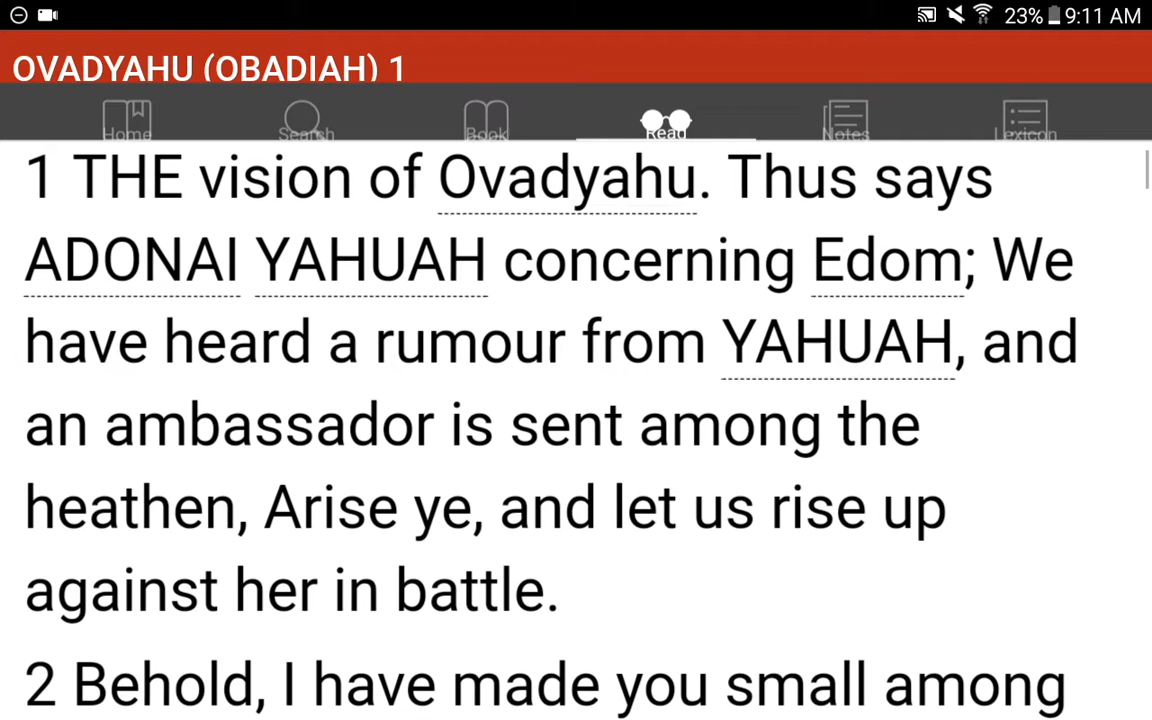 23% 9:11 AM
OVADYAHU (OBADIAH) 1
Home Search Book Read Notes Lexicon
1 THE vision of Ovadyahu. Thus says
ADONAI YAHUAH concerning Edom; We
have heard a rumour from YAHUAH, and
an ambassador is sent among the
heathen, Arise ye, and let us rise up
against her in battle.
2 Behold, I have made you small among